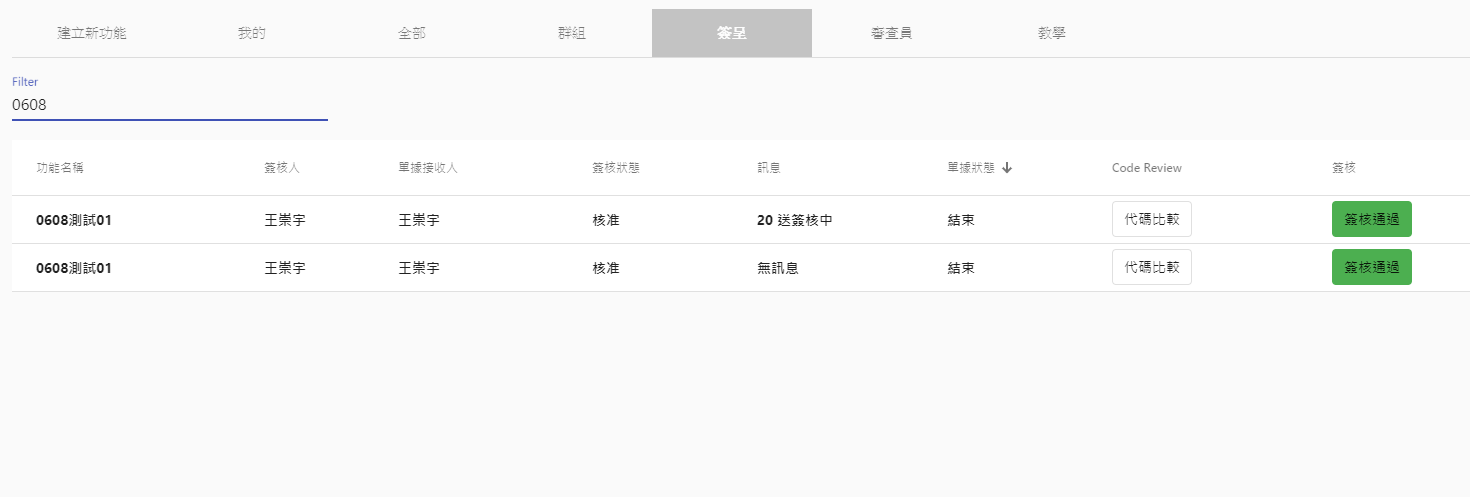 建立新功能 我的 全部 群組 簽呈 審查員 教學
Filter
0608
功能名稱 簽核人 單據接收人 簽核狀態 訊息 單據狀態 Code Review 簽核
0608測試01 王崇宇 王崇宇 核准 20 送簽核中 結束 代碼比較 簽核通過
0608測試01 王崇宇 王崇宇 核准 無訊息 結束 代碼比較 簽核通過